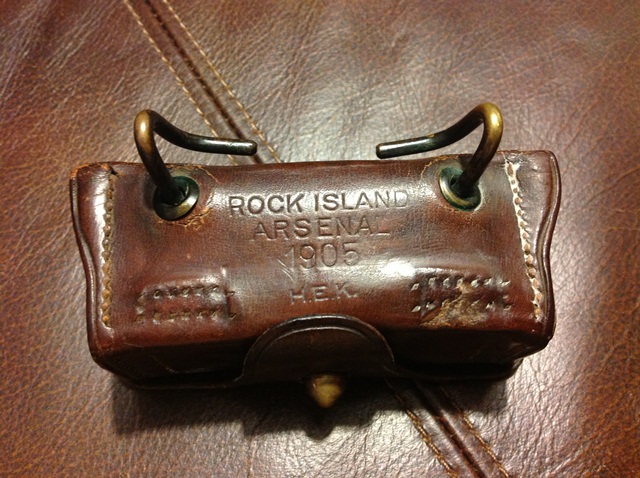 ROCK ISLAND
ARSENAL
1905
H.E.K.